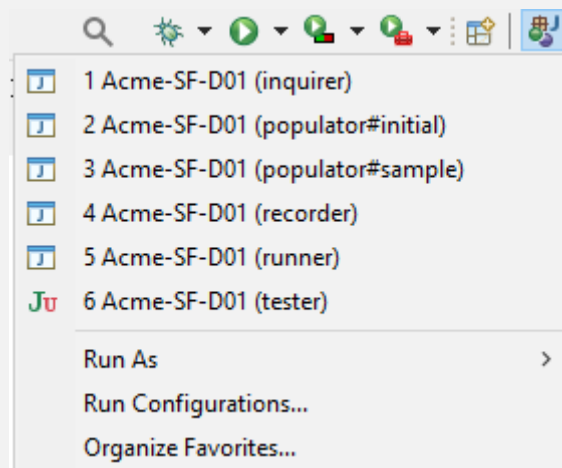 1 Acme-SF-D01 (inquirer)
2 Acme-SF-D01 (populator#initial)
3 Acme-SF-D01 (populator#sample)
4 Acme-SF-D01 (recorder)
5 Acme-SF-D01 (runner)
6 Acme-SF-D01 (tester)
Run As
Run Configurations...
Organize Favorites...